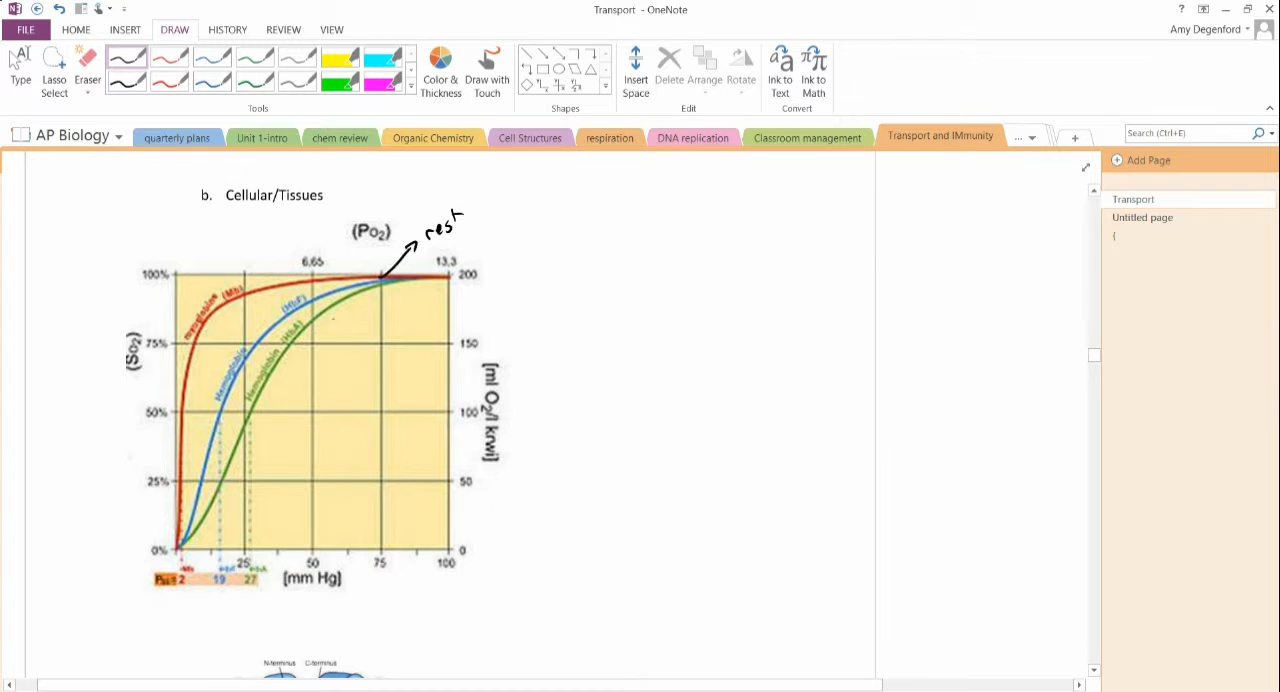 Transport - OneNote
?
Amy Degenford
FILE HOME INSERT DRAW HISTORY REVIEW VIEW
Type Lasso Select Eraser
Color & Thickness Draw with Touch
Insert Space Delete Arrange Rotate Ink to Text Ink to Math
Tools Shapes Edit Convert
AP Biology quarterly plans Unit 1-intro chem review Organic Chemistry Cell Structures respiration DNA replication Classroom management Transport and IMmunity ... +
Search (Ctrl+E)
Add Page
Transport
Untitled page
{
b. Cellular/Tissues
(Po₂) rest
6,65 13,3
100% 200
myoglobine (Mb)
(HbF)
(HbA)
Hemoglobin
Hemoglobin
(So₂) 75% 150
[ml O₂/l krwi]
50% 100
25% 50
0% 0
25 50 75 100
2 19 27 [mm Hg]
N-terminus C-terminus